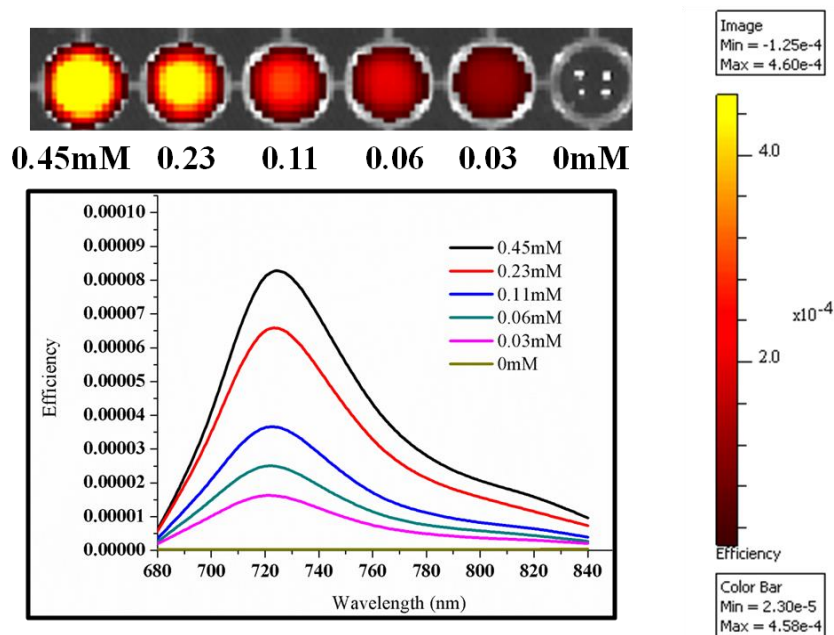 0.45mM 0.23 0.11 0.06 0.03 0mM
0.00010
0.00009
0.00008
0.00007
0.00006
0.00005
0.00004
0.00003
0.00002
0.00001
0.00000
Efficiency
0.45mM
0.23mM
0.11mM
0.06mM
0.03mM
0mM
680 700 720 740 760 780 800 820 840
Wavelength (nm)
Image
Min = -1.25e-4
Max = 4.60e-4
4.0
x10-4
2.0
Efficiency
Color Bar
Min = 2.30e-5
Max = 4.58e-4